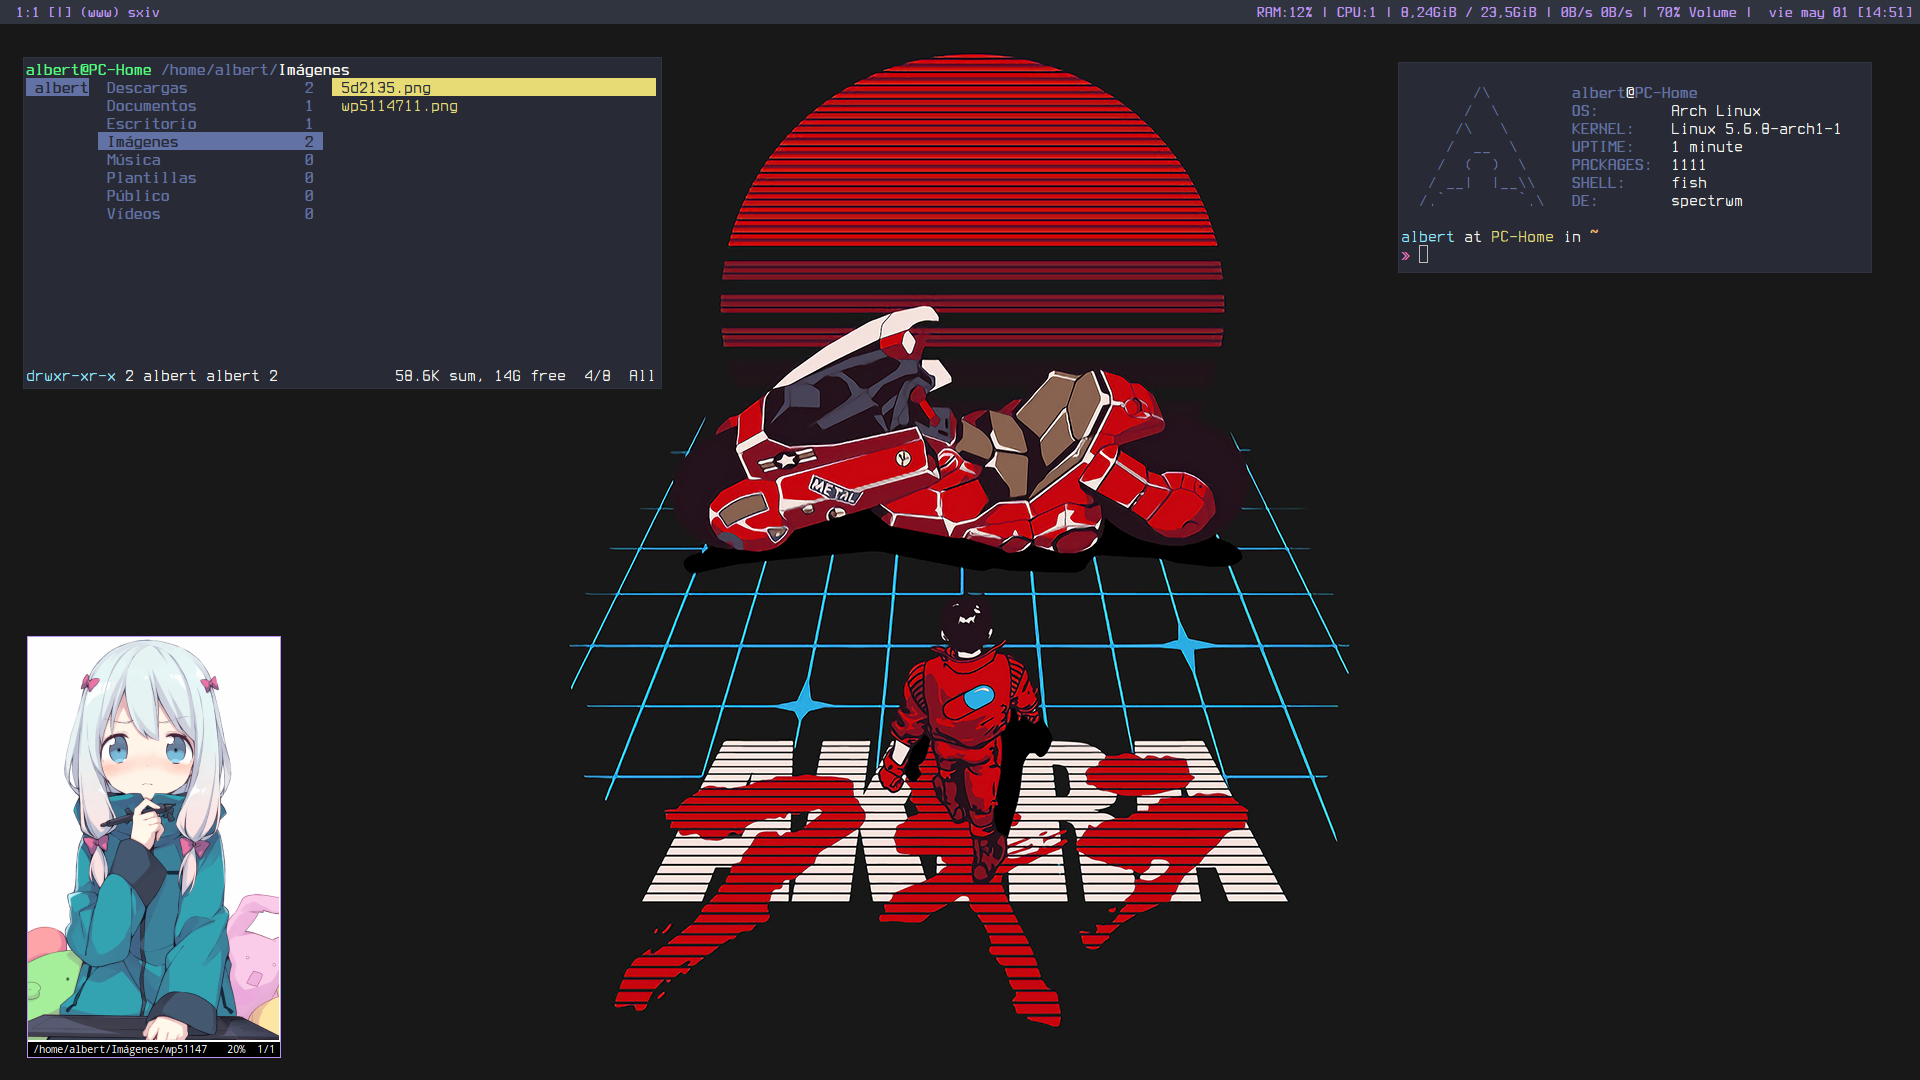 1:1 [|] (www) sxiv
RAM:12% | CPU:1 | 8,24GiB / 23,5GiB | 0B/s 0B/s | 70% Volume | vie may 01 [14:51]
albert@PC-Home /home/albert/Imágenes
albert Descargas 2 5d2135.png
Documentos 1 wp5114711.png
Escritorio 1
Imágenes 2
Música 0
Plantillas 0
Público 0
Vídeos 0
drwxr-xr-x 2 albert albert 2 58.6K sum, 14G free 4/8 All
albert@PC-Home
OS: Arch Linux
KERNEL: Linux 5.6.8-arch1-1
UPTIME: 1 minute
PACKAGES: 1111
SHELL: fish
DE: spectrwm
albert at PC-Home in ~
»
METAL
AKIRA
アキラ
/home/albert/Imágenes/wp51147 20% 1/1